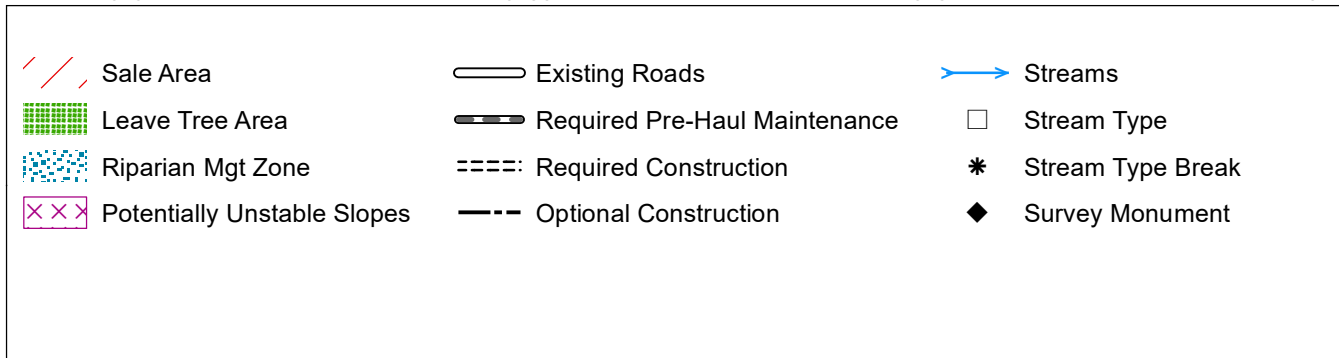 Sale Area
Leave Tree Area
Riparian Mgt Zone
Potentially Unstable Slopes
Existing Roads
Required Pre-Haul Maintenance
Required Construction
Optional Construction
Streams
Stream Type
Stream Type Break
Survey Monument